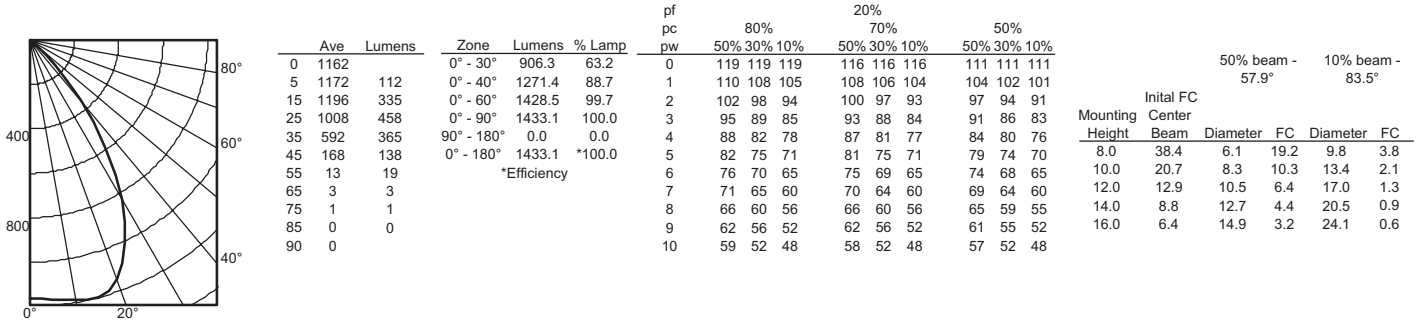 80°
60°
40°
20°
0°
400
800
Ave Lumens
0 1162
5 1172 112
15 1196 335
25 1008 458
35 592 365
45 168 138
55 13 19
65 3 3
75 1 1
85 0 0
90 0
Zone Lumens % Lamp
0° - 30° 906.3 63.2
0° - 40° 1271.4 88.7
0° - 60° 1428.5 99.7
0° - 90° 1433.1 100.0
90° - 180° 0.0 0.0
0° - 180° 1433.1 *100.0
*Efficiency
pf 20%
pc 80% 70% 50%
pw 50% 30% 10% 50% 30% 10% 50% 30% 10%
0 119 119 119 116 116 116 111 111 111
1 110 108 105 108 106 104 104 102 101
2 102 98 94 100 97 93 97 94 91
3 95 89 85 93 88 84 91 86 83
4 88 82 78 87 81 77 84 80 76
5 82 75 71 81 75 71 79 74 70
6 76 70 65 75 69 65 74 68 65
7 71 65 60 70 64 60 69 64 60
8 66 60 56 66 60 56 65 59 55
9 62 56 52 62 56 52 61 55 52
10 59 52 48 58 52 48 57 52 48
50% beam - 10% beam -
57.9° 83.5°
Inital FC
Mounting Center
Height Beam Diameter FC Diameter FC
8.0 38.4 6.1 19.2 9.8 3.8
10.0 20.7 8.3 10.3 13.4 2.1
12.0 12.9 10.5 6.4 17.0 1.3
14.0 8.8 12.7 4.4 20.5 0.9
16.0 6.4 14.9 3.2 24.1 0.6